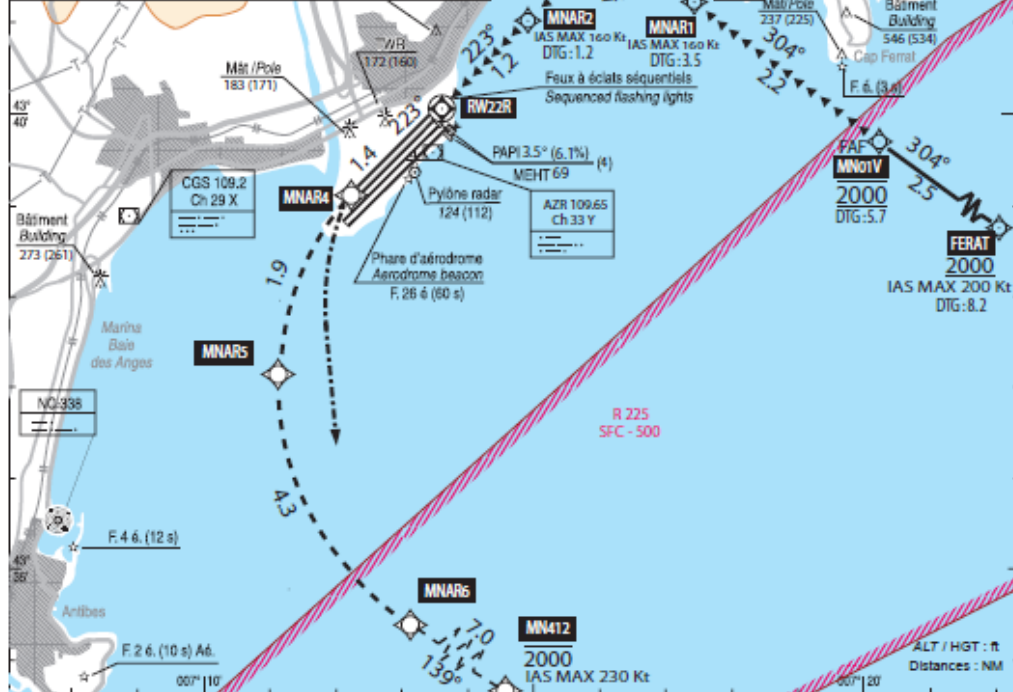 MNAR2
IAS MAX 160 Kt
DTG:1.2
MNAR1
IAS MAX 160 Kt
DTG:3.5
Mât/Pole
237 (225)
Bâtiment
Building
546 (534)
Cap Ferrat
F. é. (3 s)
304°
2.2
223°
1.2
TWR
172 (160)
Mât /Pole
183 (171)
Feux à éclats séquentiels
Sequenced flashing lights
RW22R
43°
40'
223°
1.4
PAPI 3.5° (6.1%)
MEHT 69
(4)
FAF
MN01V
2000
DTG:5.7
304°
2.5
FERAT
2000
IAS MAX 200 Kt
DTG:8.2
CGS 109.2
Ch 29 X
MNAR4
Pylône radar
124 (112)
AZR 109.65
Ch 33 Y
Bâtiment
Building
273 (261)
Phare d'aérodrome
Aerodrome beacon
F. 26 é (60 s)
1.9
Marina
Baie
des Anges
MNAR5
NC 338
R 225
SFC - 500
4.3
F. 4 é. (12 s)
43°
35'
Antibes
MNAR6
7.0
139°
MN412
2000
IAS MAX 230 Kt
F. 2 é. (10 s) Aé.
ALT / HGT : ft
Distances : NM
007° 10'
007° 20'